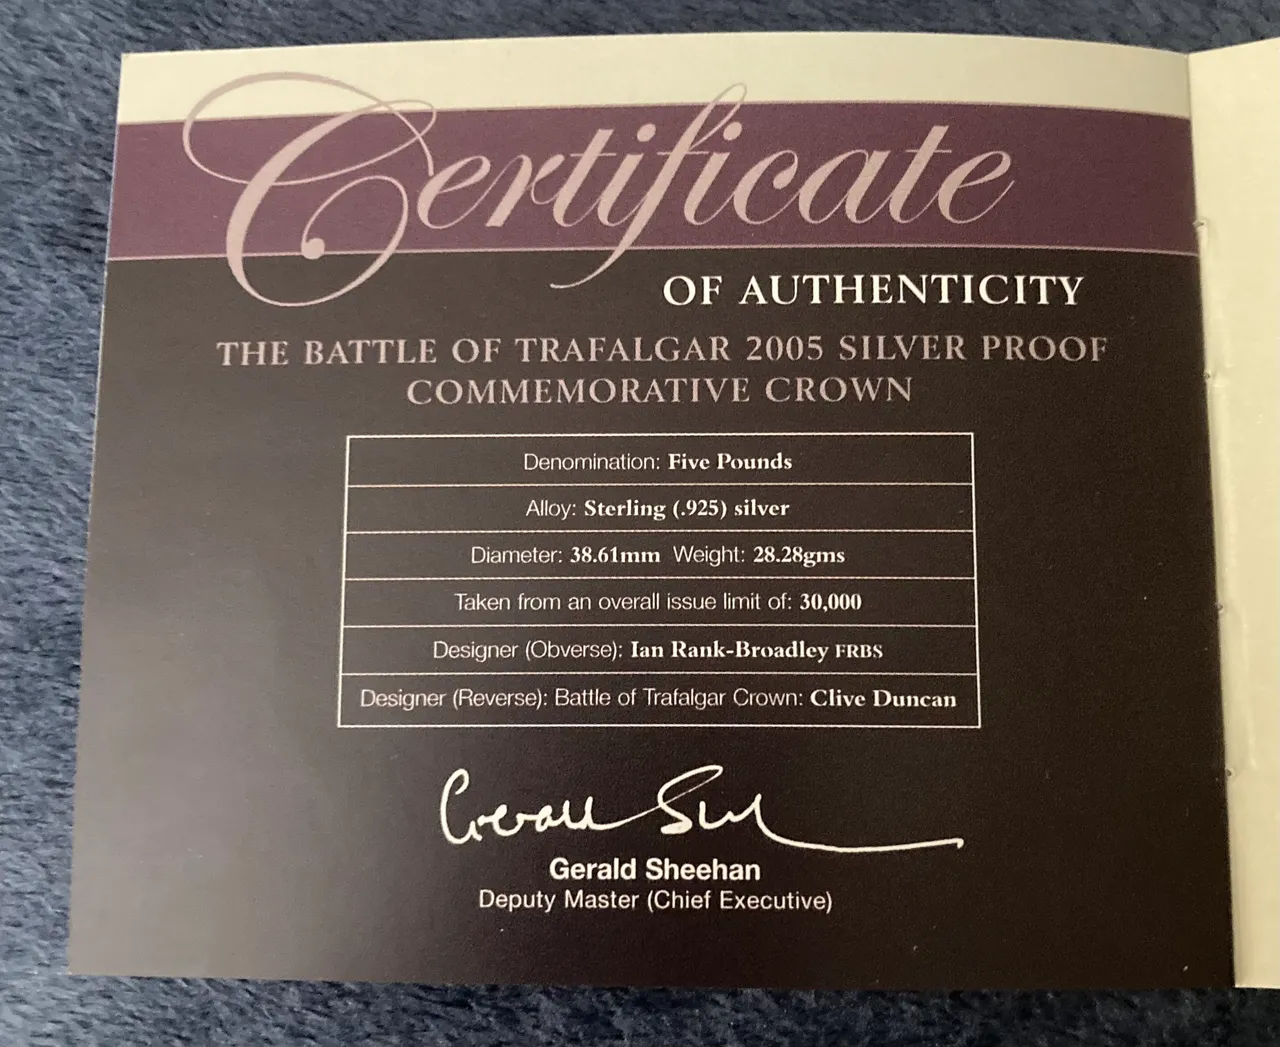 Certificate
OF AUTHENTICITY
THE BATTLE OF TRAFALGAR 2005 SILVER PROOF
COMMEMORATIVE CROWN
Denomination: Five Pounds
Alloy: Sterling (.925) silver
Diameter: 38.61mm Weight: 28.28gms
Taken from an overall issue limit of: 30,000
Designer (Obverse): Ian Rank-Broadley FRBS
Designer (Reverse): Battle of Trafalgar Crown: Clive Duncan
Gerald Sheehan
Deputy Master (Chief Executive)